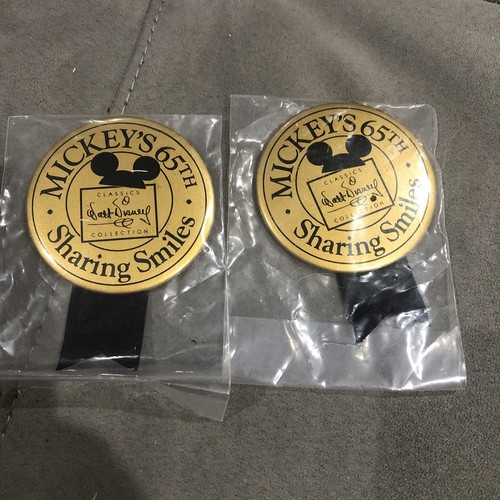 MICKEY'S 65TH
CLASSICS
Walt Disney
COLLECTION
Sharing Smiles
MICKEY'S 65TH
CLASSICS
Walt Disney
COLLECTION
Sharing Smiles